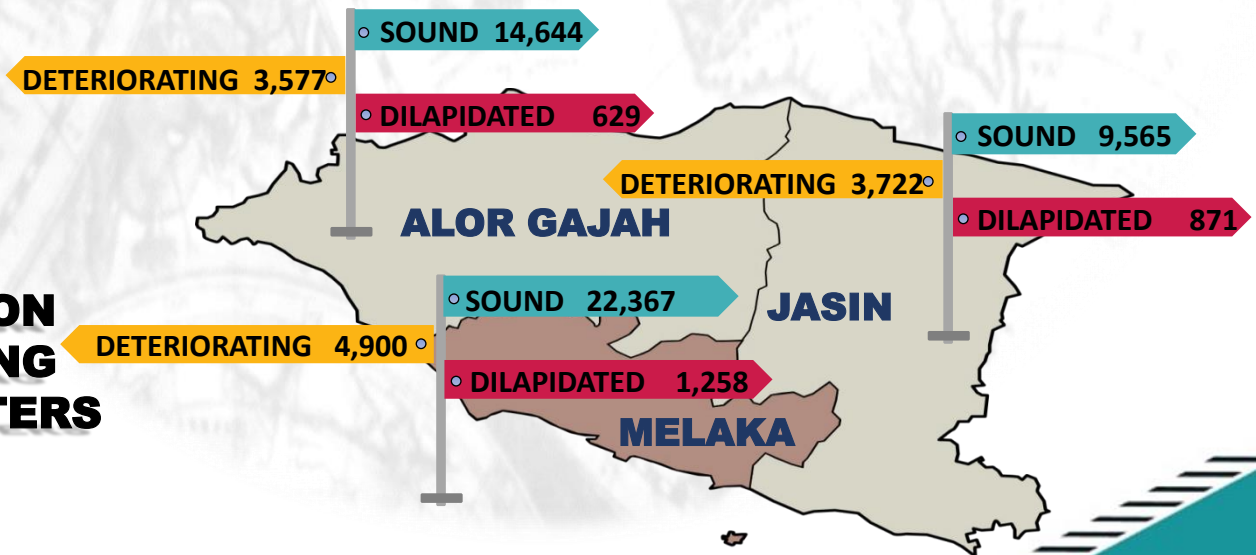 SOUND 14,644
DETERIORATING 3,577
DILAPIDATED 629
SOUND 9,565
DETERIORATING 3,722
DILAPIDATED 871
ALOR GAJAH
JASIN
SOUND 22,367
DETERIORATING 4,900
DILAPIDATED 1,258
MELAKA
ON
NG
TERS